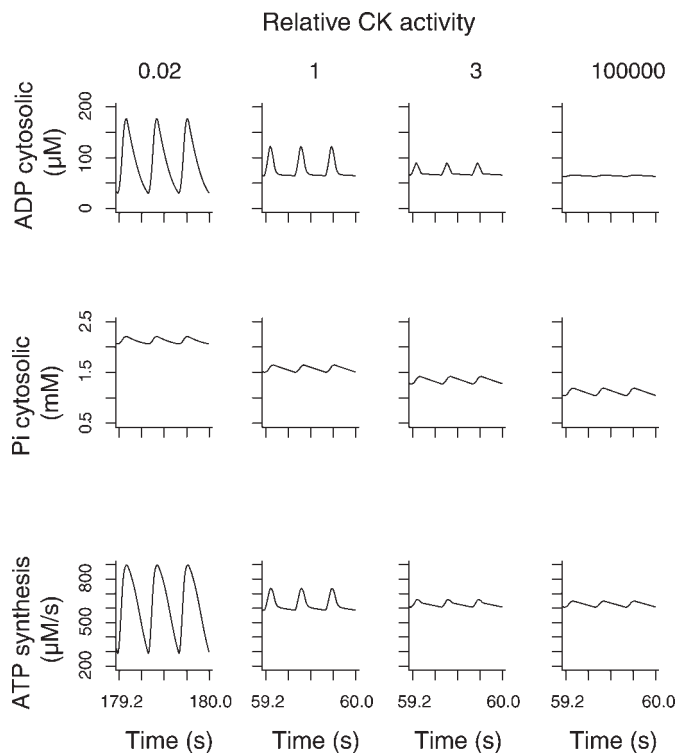 Relative CK activity
0.02 1 3 100000
ADP cytosolic
(µM)
200
100
0
Pi cytosolic
(mM)
2.5
1.5
0.5
ATP synthesis
(µM/s)
800
500
200
179.2 180.0 59.2 60.0 59.2 60.0 59.2 60.0
Time (s) Time (s) Time (s) Time (s)